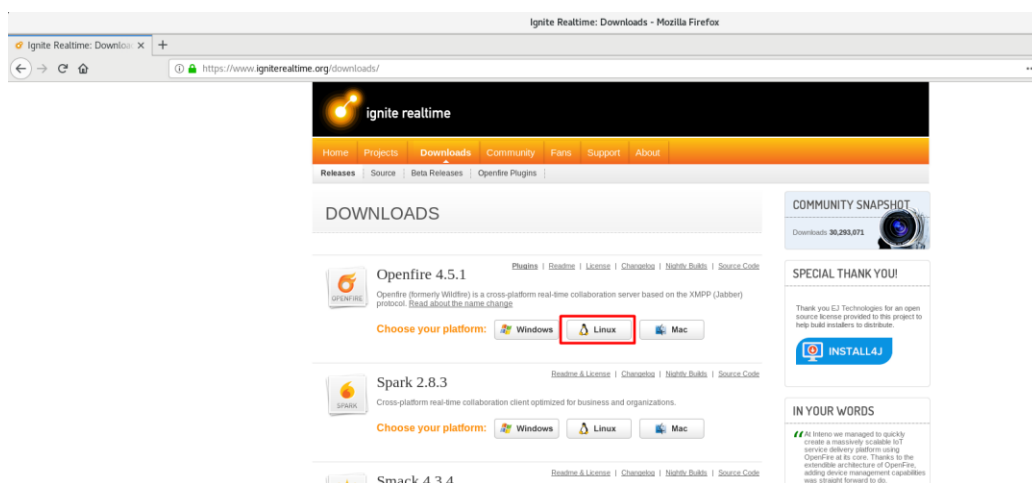 Ignite Realtime: Downloads - Mozilla Firefox
Ignite Realtime: Downloa
https://www.igniterealtime.org/downloads/
ignite realtime
Home Projects Downloads Community Fans Support About
Releases Source Beta Releases Openfire Plugins
DOWNLOADS
Openfire 4.5.1
Plugins | Readme | License | Changelog | Nightly Builds | Source Code
OPENFIRE
Openfire (formerly Wildfire) is a cross-platform real-time collaboration server based on the XMPP (Jabber)
protocol. Read about the name change
Choose your platform: Windows Linux Mac
Spark 2.8.3
Readme & License | Changelog | Nightly Builds | Source Code
SPARK
Cross-platform real-time collaboration client optimized for business and organizations.
Choose your platform: Windows Linux Mac
Smack 4.3.4
Readme & License | Changelog | Nightly Builds | Source Code
COMMUNITY SNAPSHOT
Downloads 30,293,071
SPECIAL THANK YOU!
Thank you EJ Technologies for an open
source license provided to this project to
help build installers to distribute.
INSTALL4J
IN YOUR WORDS
At Inteno we managed to quickly
create a massively scalable IoT
service delivery platform using
OpenFire at its core. Thanks to the
extendible architecture of OpenFire,
adding device management capabilities
was straight forward to do.